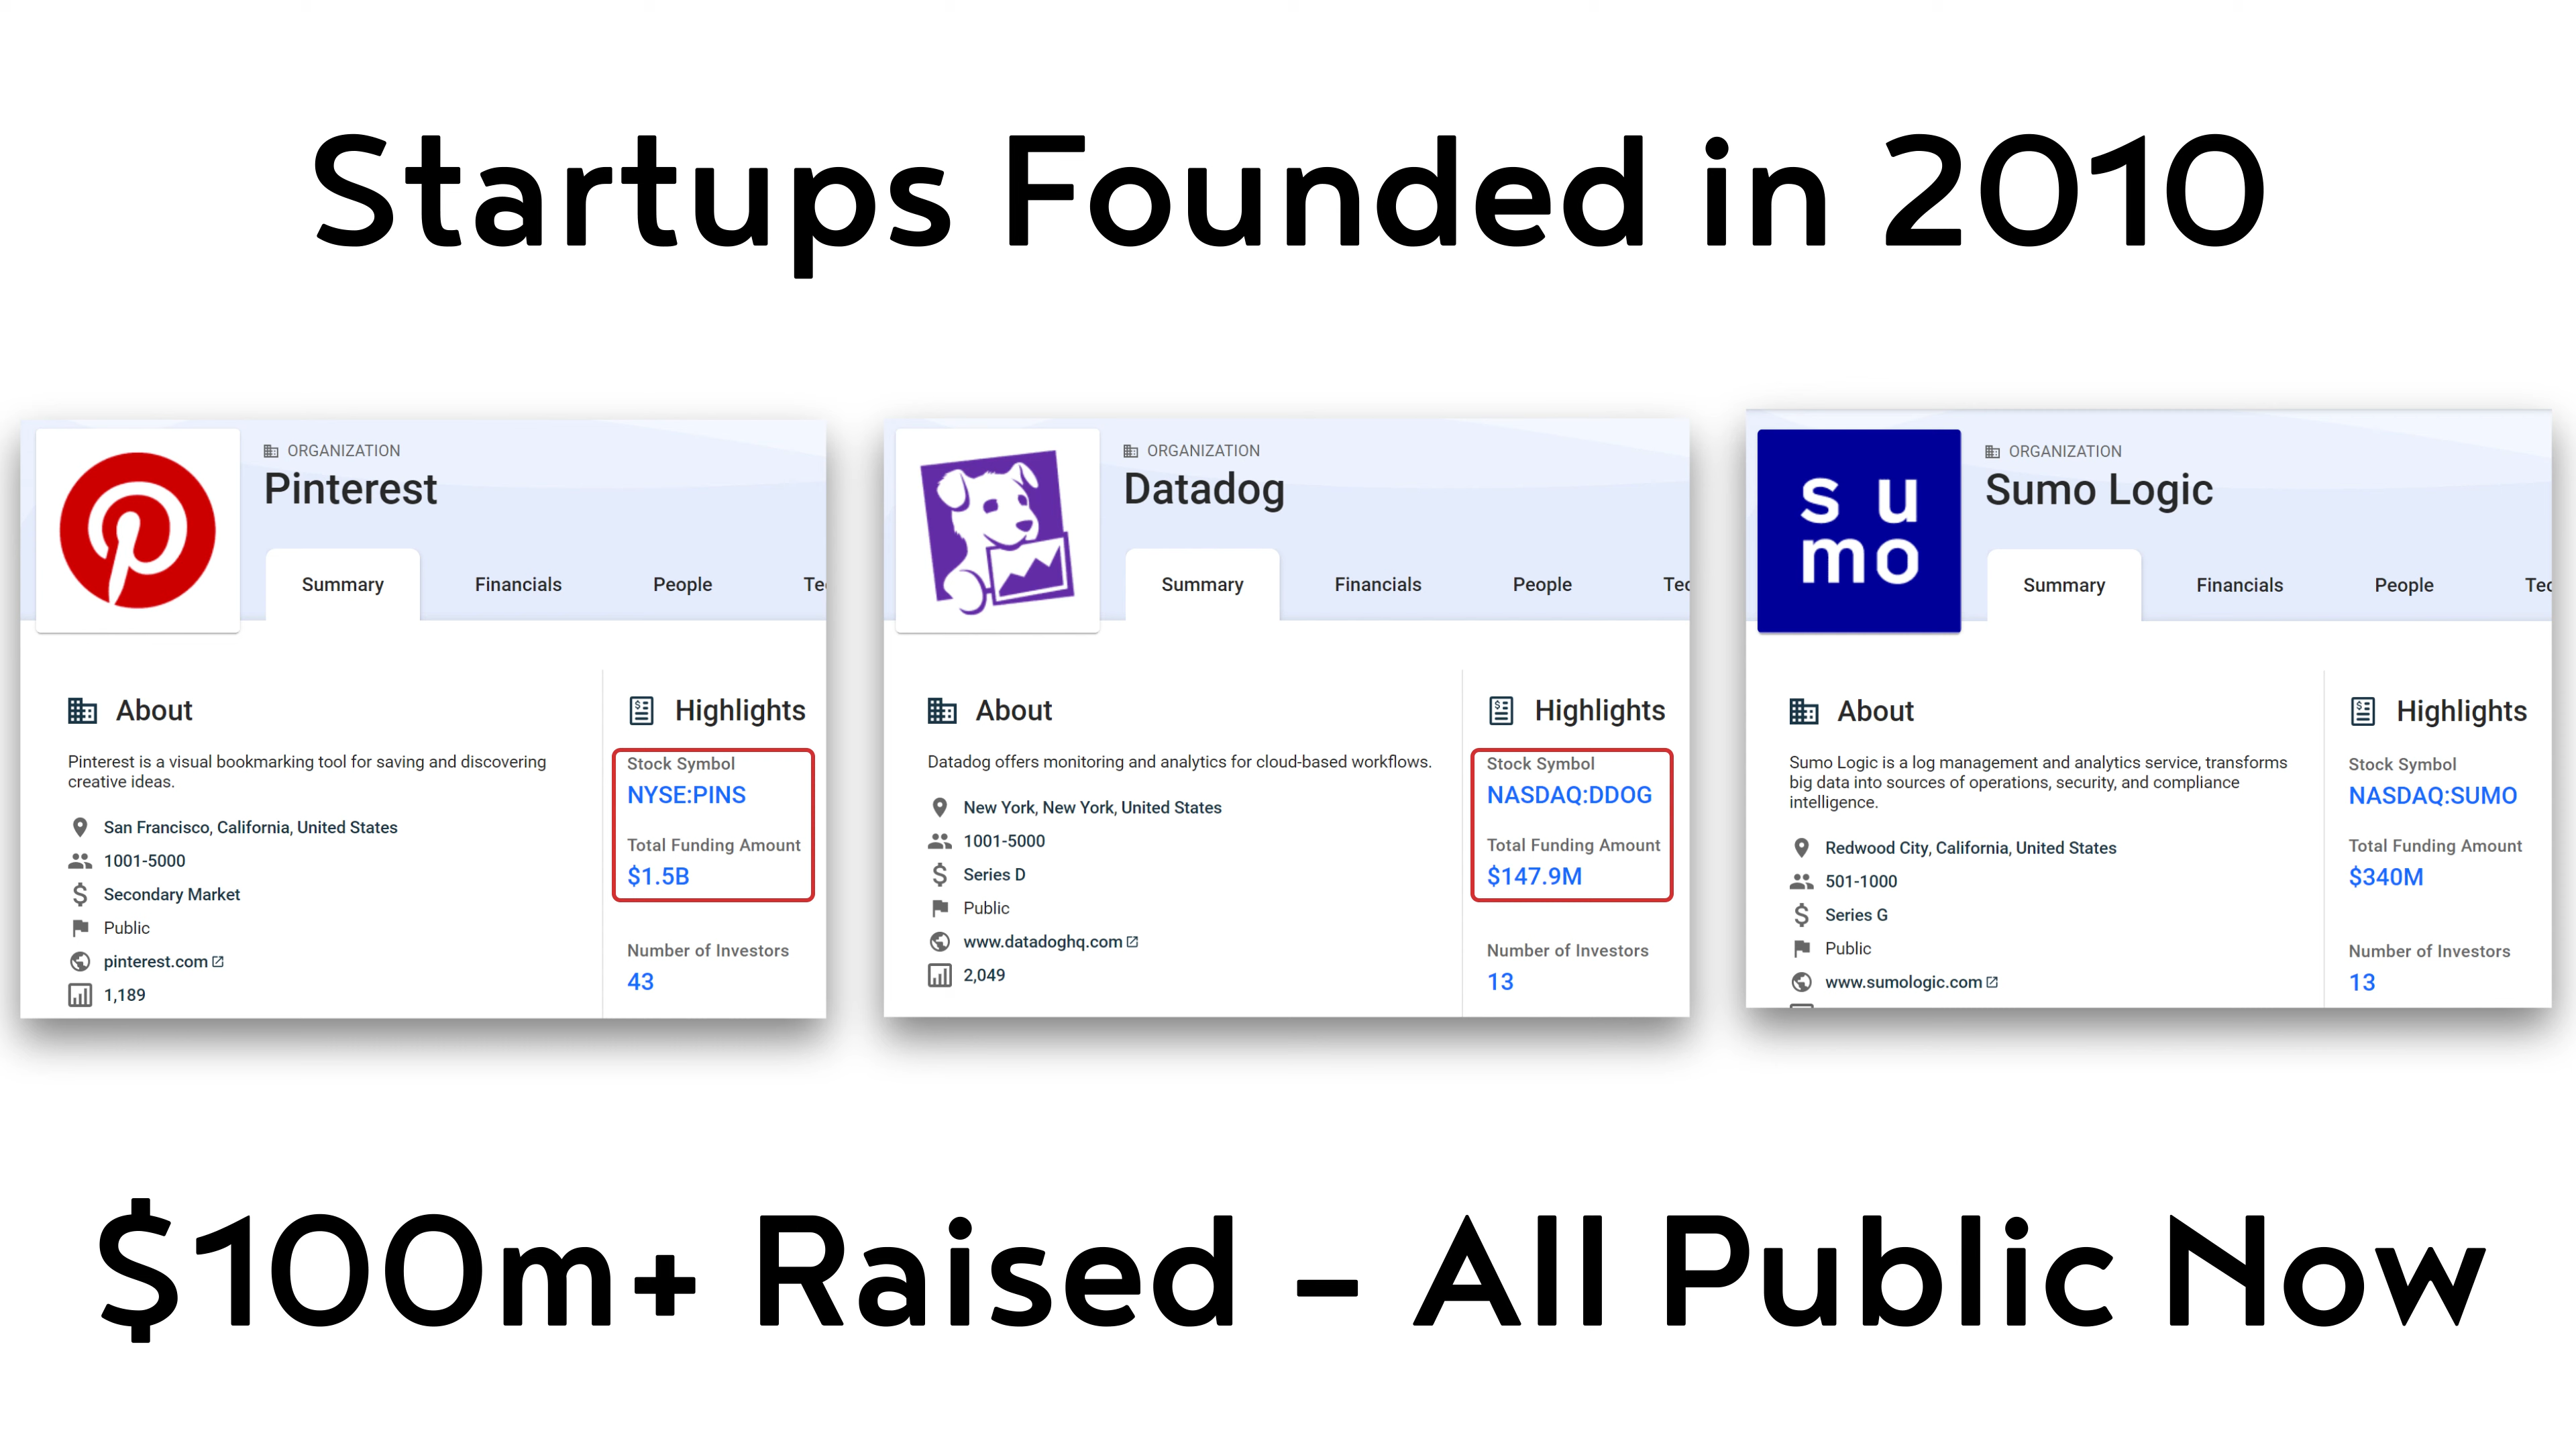 Startups Founded in 2010
ORGANIZATION
Pinterest
Summary Financials People Te
About
Pinterest is a visual bookmarking tool for saving and discovering
creative ideas.
San Francisco, California, United States
1001-5000
Secondary Market
Public
pinterest.com
1,189
Highlights
Stock Symbol
NYSE:PINS
Total Funding Amount
$1.5B
Number of Investors
43
ORGANIZATION
Datadog
Summary Financials People Tec
About
Datadog offers monitoring and analytics for cloud-based workflows.
New York, New York, United States
1001-5000
Series D
Public
www.datadoghq.com
2,049
Highlights
Stock Symbol
NASDAQ:DDOG
Total Funding Amount
$147.9M
Number of Investors
13
su
mo
ORGANIZATION
Sumo Logic
Summary Financials People Tec
About
Sumo Logic is a log management and analytics service, transforms
big data into sources of operations, security, and compliance
intelligence.
Redwood City, California, United States
501-1000
Series G
Public
www.sumologic.com
Highlights
Stock Symbol
NASDAQ:SUMO
Total Funding Amount
$340M
Number of Investors
13
$100m+ Raised - All Public Now